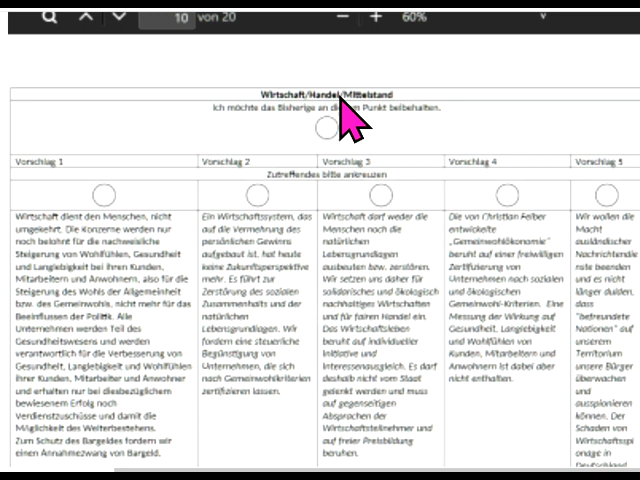 10 von 20 60%
Wirtschaft/Handel/Mittelstand
Ich möchte das Bisherige an Punkt beibehalten.
Vorschlag 1 Vorschlag 2 Vorschlag 3 Vorschlag 4 Vorschlag 5
Zutreffendes bitte ankreuzen
Wirtschaft dient den Menschen, nicht
umgekehrt. Die Konzerne werden nur
noch belohnt für die nachweisliche
Steigerung von Wohlfühlen, Gesundheit
und Langlebigkeit bei ihren Kunden,
Mitarbeitern und Anwohnern, also für die
Steigerung des Wohls der Allgemeinheit
bzw. des Gemeinwohls, nicht mehr für das
Beeinflussen der Politik. Alle
Unternehmen werden Teil des
Gesundheitswesens und werden
verantwortlich für die Verbesserung von
Gesundheit, Langlebigkeit und Wohlfühlen
ihrer Kunden, Mitarbeiter und Anwohner
und erhalten nur bei diesbezüglichem
bewiesenem Erfolg noch
Verdienstzuschüsse und damit die
Möglichkeit des Weiterbestehens.
Zum Schutz des Bargeldes fordern wir
einen Annahmezwang von Bargeld.
Ein Wirtschaftssystem, das
auf die Vermehrung des
persönlichen Gewinns
aufgebaut ist, hat heute
keine Zukunftsperspektive
mehr. Es führt zur
Zerstörung des sozialen
Zusammenhalts und der
natürlichen
Lebensgrundlagen. Wir
fordern eine steuerliche
Begünstigung von
Unternehmen, die sich
nach Gemeinwohlkriterien
zertifizieren lassen.
Wirtschaft darf weder die
Menschen noch die
natürlichen
Lebensgrundlagen
ausbeuten bzw. zerstören.
Wir setzen uns daher für
solidarisches und ökologisch
nachhaltiges Wirtschaften
und für fairen Handel ein.
Das Wirtschaftsleben
beruht auf individueller
Initiative und
Interessenausgleich. Es darf
deshalb nicht vom Staat
gelenkt werden und muss
auf gegenseitigen
Absprachen der
Wirtschaftsteilnehmer und
auf freier Preisbildung
beruhen.
Die von Christian Felber
entwickelte
„Gemeinwohlökonomie“
beruht auf einer freiwilligen
Zertifizierung von
Unternehmen nach sozialen
und ökologischen
Gemeinwohl-Kriterien. Eine
Messung der Wirkung auf
Gesundheit, Langlebigkeit
und Wohlfühlen von
Kunden, Mitarbeitern und
Anwohnern ist dabei aber
nicht enthalten.
Wir wollen die
Macht
ausländischer
Nachrichtendie
nste beenden
und es nicht
länger dulden,
dass
"befreundete
Nationen" auf
unserem
Territorium
unsere Bürger
überwachen
und
ausspionieren
können. Der
Schaden von
Wirtschaftsspi
onage in
Deutschland